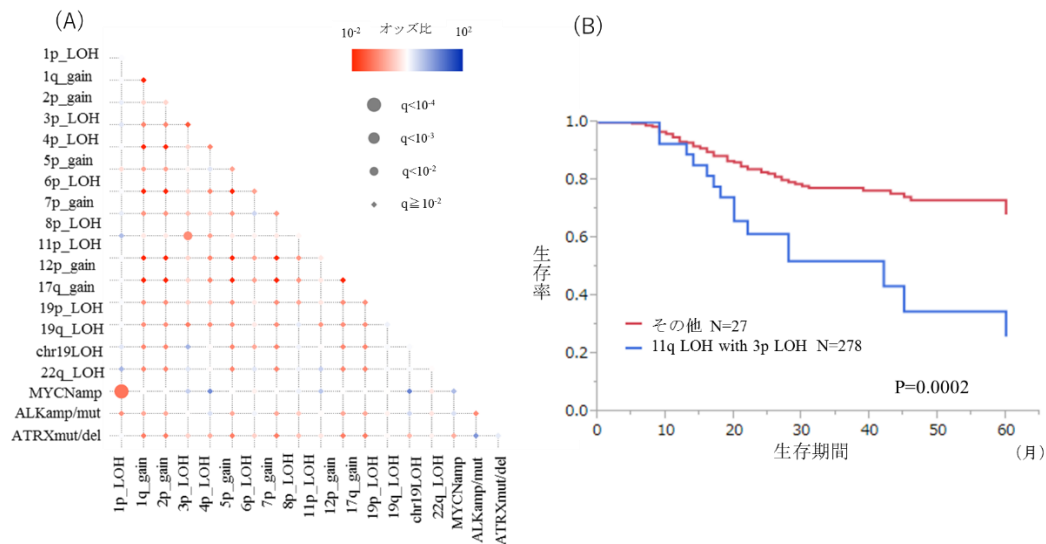 (A)
オッズ比
10-2
102
q<10-4
q<10-3
q<10-2
q≧10-2
1p_LOH
1q_gain
2p_gain
3p_LOH
4p_LOH
5p_gain
6p_LOH
7p_gain
8p_LOH
11p_LOH
12p_gain
17q_gain
19p_LOH
19q_LOH
chr19LOH
22q_LOH
MYCNamp
ALKamp/mut
ATRXmut/del
1p_LOH
1q_gain
2p_gain
3p_LOH
4p_LOH
5p_gain
6p_LOH
7p_gain
8p_LOH
11p_LOH
12p_gain
17q_gain
19p_LOH
19q_LOH
chr19LOH
22q_LOH
MYCNamp
ALKamp/mut
ATRXmut/del
(B)
1.0
0.8
0.6
0.4
0.2
0.0
生存率
その他 N=27
11q LOH with 3p LOH N=278
P=0.0002
0
10
20
30
40
50
60
生存期間
(月)